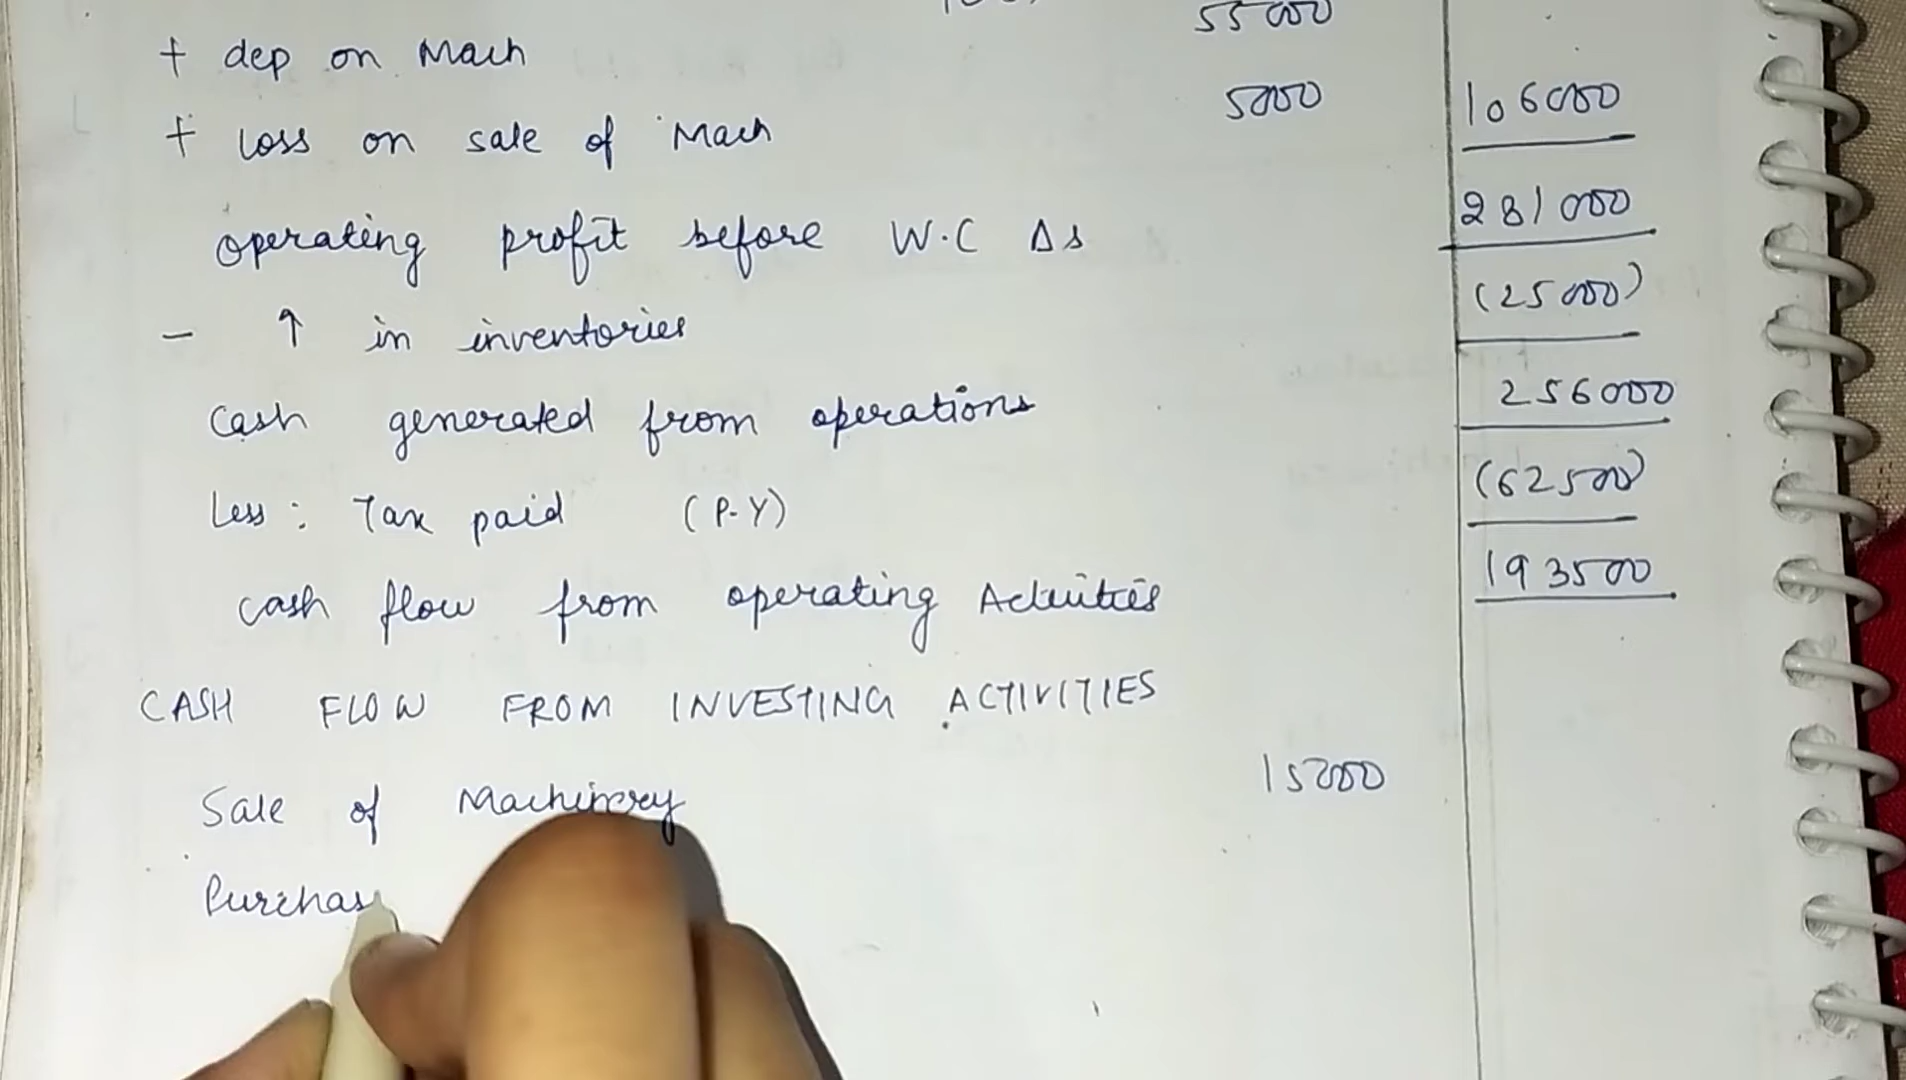 55000
+ dep on Mach
+ loss on sale of Mach 5000 106000
operating profit before W.C Δs 281000
- ↑ in inventories (25000)
Cash generated from operations 256000
Less: Tax paid (P-Y) (62500)
cash flow from operating Activities 193500
CASH FLOW FROM INVESTING ACTIVITIES
Sale of Machinery 15000
Purchas